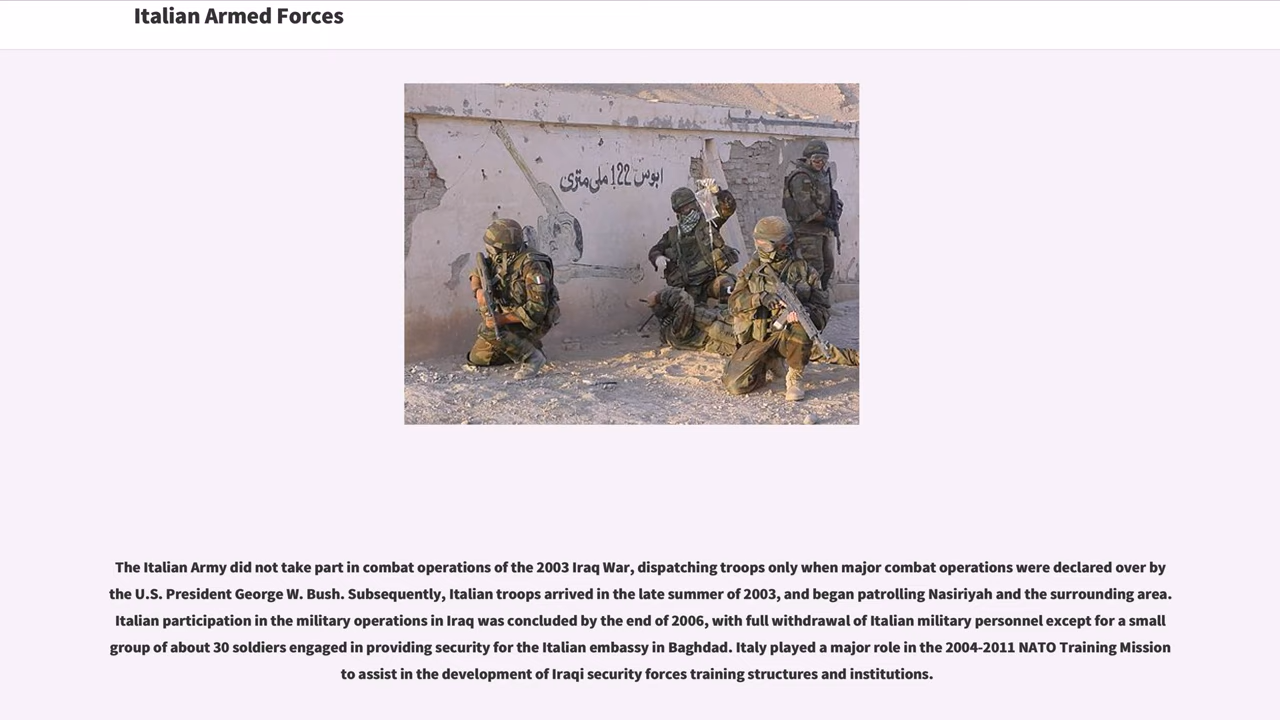 Italian Armed Forces
ابوس 122 ملی متری
The Italian Army did not take part in combat operations of the 2003 Iraq War, dispatching troops only when major combat operations were declared over by
the U.S. President George W. Bush. Subsequently, Italian troops arrived in the late summer of 2003, and began patrolling Nasiriyah and the surrounding area.
Italian participation in the military operations in Iraq was concluded by the end of 2006, with full withdrawal of Italian military personnel except for a small
group of about 30 soldiers engaged in providing security for the Italian embassy in Baghdad. Italy played a major role in the 2004-2011 NATO Training Mission
to assist in the development of Iraqi security forces training structures and institutions.